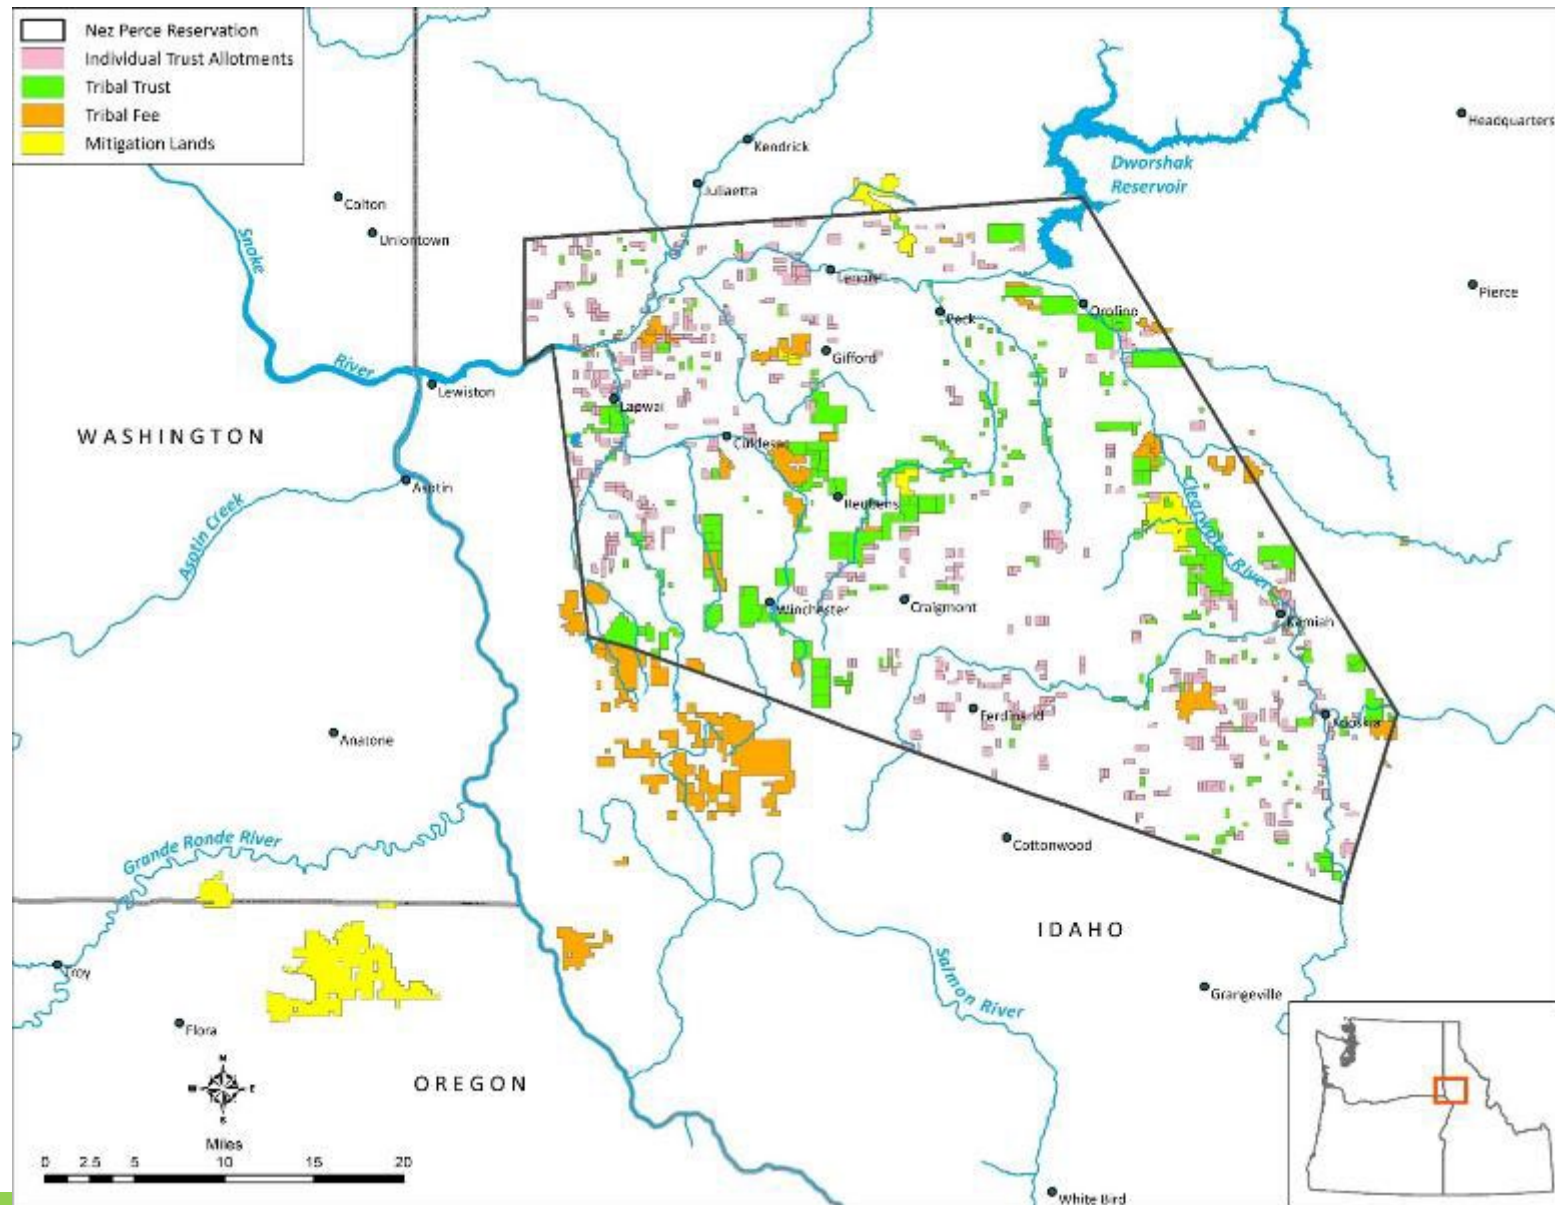 Nez Perce Reservation
Individual Trust Allotments
Tribal Trust
Tribal Fee
Mitigation Lands
Headquarters
Kendrick
Dworshak
Reservoir
Juliaetta
Colton
Uniontown
Snake
River
Pierce
Lenore
Orofino
Peck
Gifford
Lewiston
Lapwai
WASHINGTON
Culdesac
Asotin
Asotin Creek
Reubens
Clearwater River
Winchester
Craigmont
Kamiah
Ferdinand
Kooskia
Anatone
Grande Ronde River
Cottonwood
IDAHO
Troy
Salmon River
Grangeville
Flora
N
W E
S
OREGON
Miles
0 2.5 5 10 15 20
White Bird